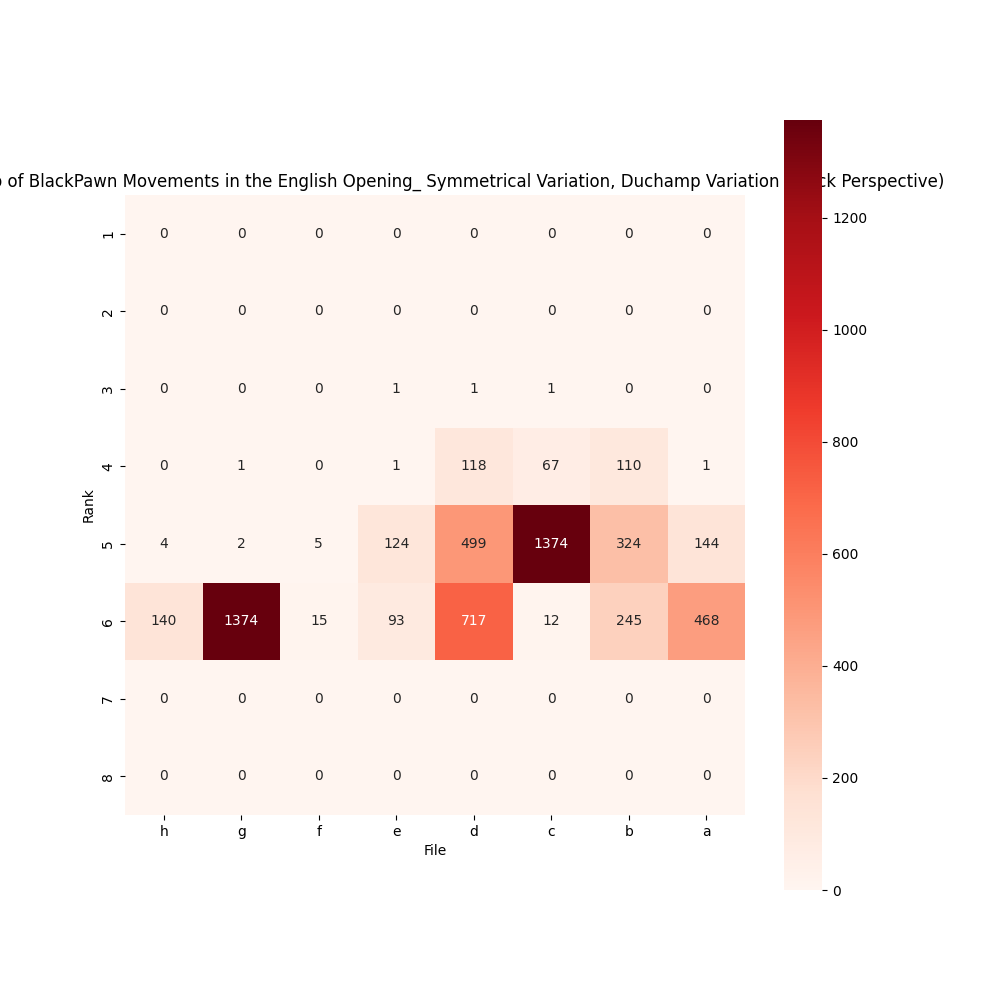 of BlackPawn Movements in the English Opening_ Symmetrical Variation, Duchamp Variation ck Perspective)
1 0 0 0 0 0 0 0 0
2 0 0 0 0 0 0 0 0
3 0 0 0 1 1 1 0 0
4 0 1 0 1 118 67 110 1
5 4 2 5 124 499 1374 324 144
6 140 1374 15 93 717 12 245 468
7 0 0 0 0 0 0 0 0
8 0 0 0 0 0 0 0 0
h g f e d c b a
File
Rank
1200
1000
800
600
400
200
0